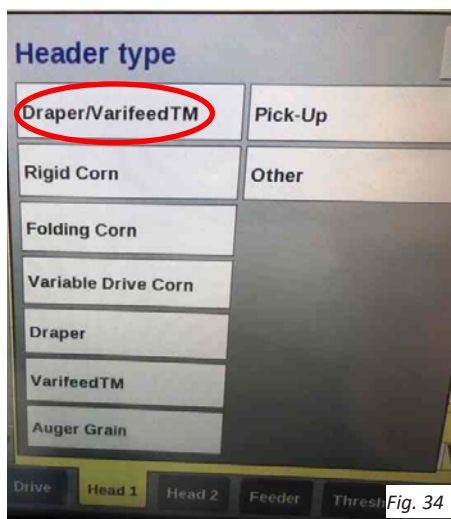 Header type
Draper/VarifeedTM
Pick-Up
Rigid Corn
Other
Folding Corn
Variable Drive Corn
Draper
VarifeedTM
Auger Grain
Drive
Head 1
Head 2
Feeder
Thresh
Fig. 34